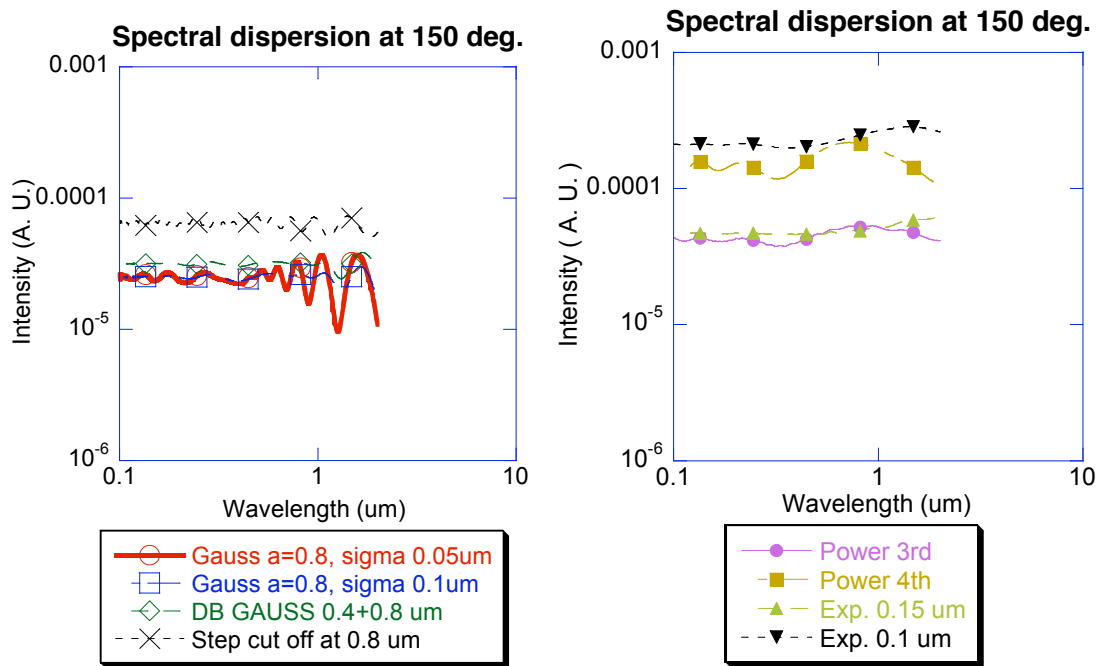 Spectral dispersion at 150 deg.
0.001
0.0001
10-5
10-6
Intensity (A. U.)
0.1
1
10
Wavelength (um)
Gauss a=0.8, sigma 0.05um
Gauss a=0.8, sigma 0.1um
DB GAUSS 0.4+0.8 um
Step cut off at 0.8 um
Spectral dispersion at 150 deg.
0.001
0.0001
10-5
10-6
Intensity ( A. U.)
0.1
1
10
Wavelength (um)
Power 3rd
Power 4th
Exp. 0.15 um
Exp. 0.1 um